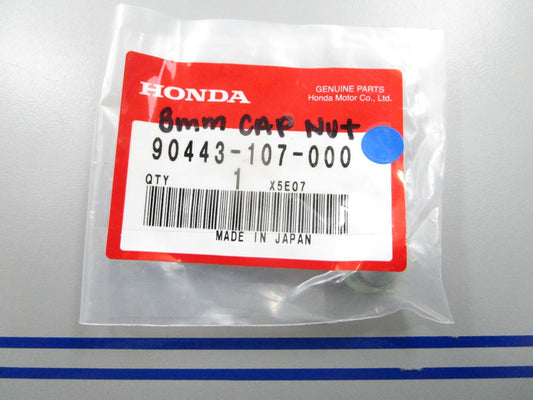 HONDA
GENUINE PARTS
Honda Motor Co., Ltd.
8mm CAP NUt
90443-107-000
QTY 1 X5E07
MADE IN JAPAN